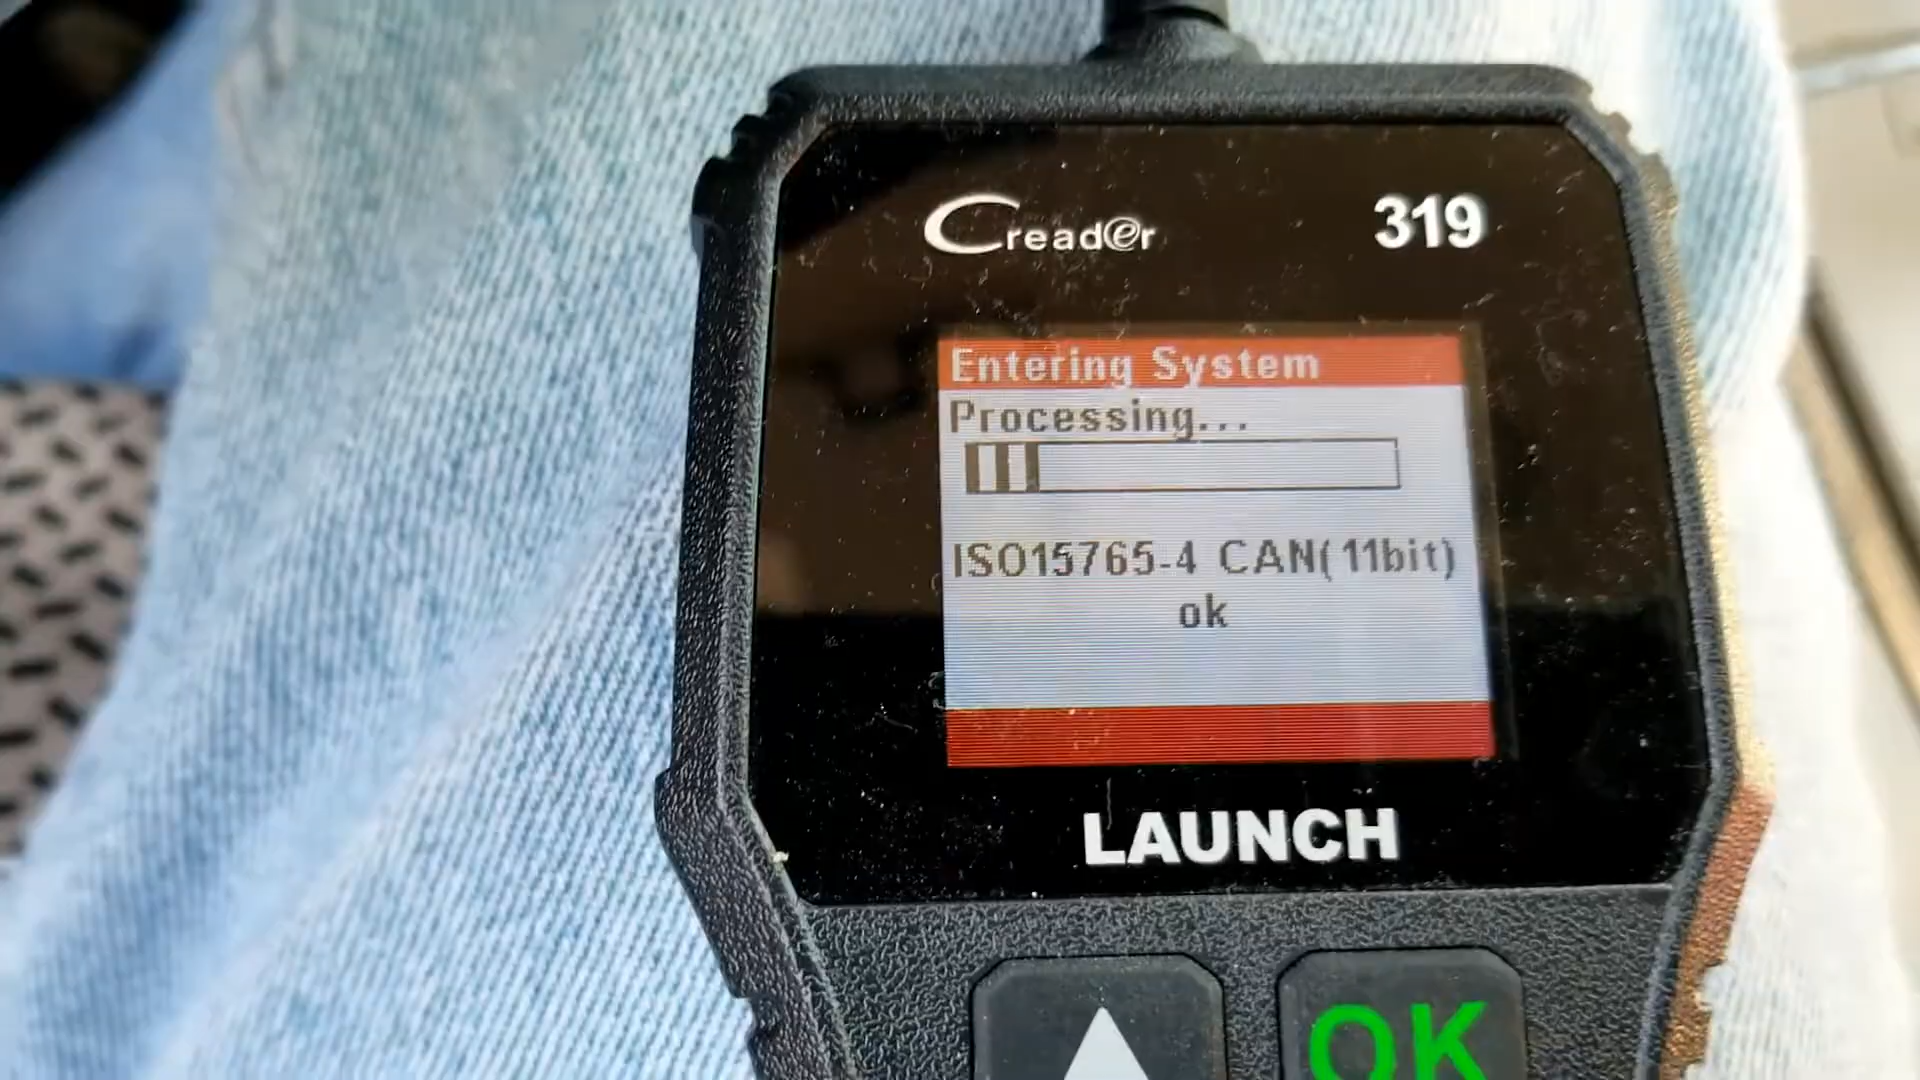 Creader 319
Entering System
Processing...
ISO15765-4 CAN(11bit)
ok
LAUNCH
OK